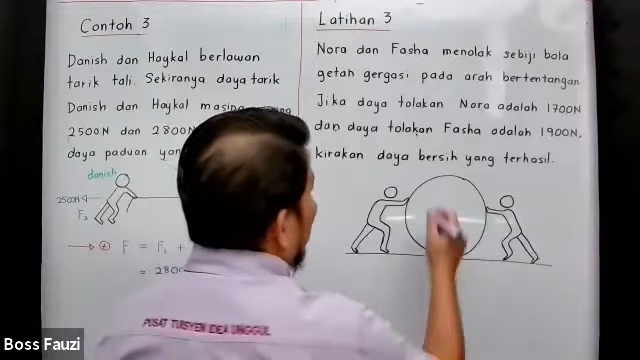 Contoh 3
Danish dan Haykal berlawan
tarik tali. Sekiranya daya tarik
Danish dan Haykal masing
2500N dan 2800N
daya paduan yan
danish
2500N
F₂
→ ⊕ F = F₁ +
= 280
Latihan 3
Nora dan Fasha menolak sebiji bola
getah gergasi pada arah bertentangan.
Jika daya tolakan Nora adalah 1700N
dan daya tolakan Fasha adalah 1900N,
kirakan daya bersih yang terhasil.
PUSAT TUISYEN IDEA UNGGUL
Boss Fauzi